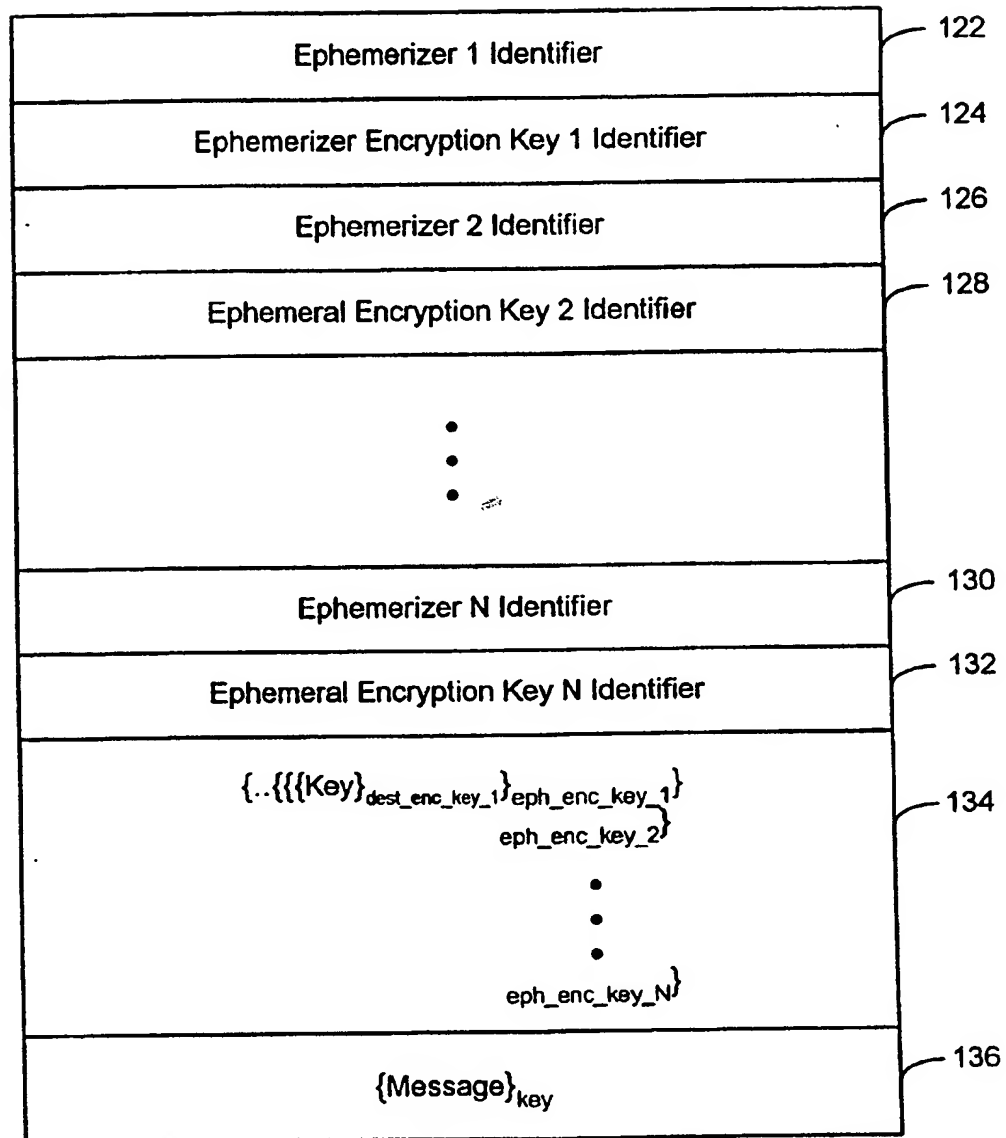 Ephemerizer 1 Identifier
122
Ephemerizer Encryption Key 1 Identifier
124
Ephemerizer 2 Identifier
126
Ephemeral Encryption Key 2 Identifier
128
Ephemerizer N Identifier
130
Ephemeral Encryption Key N Identifier
132
{..{{{Key}dest_enc_key_1}eph_enc_key_1}
eph_enc_key_2}
134
eph_enc_key_N}
{Message}key
136